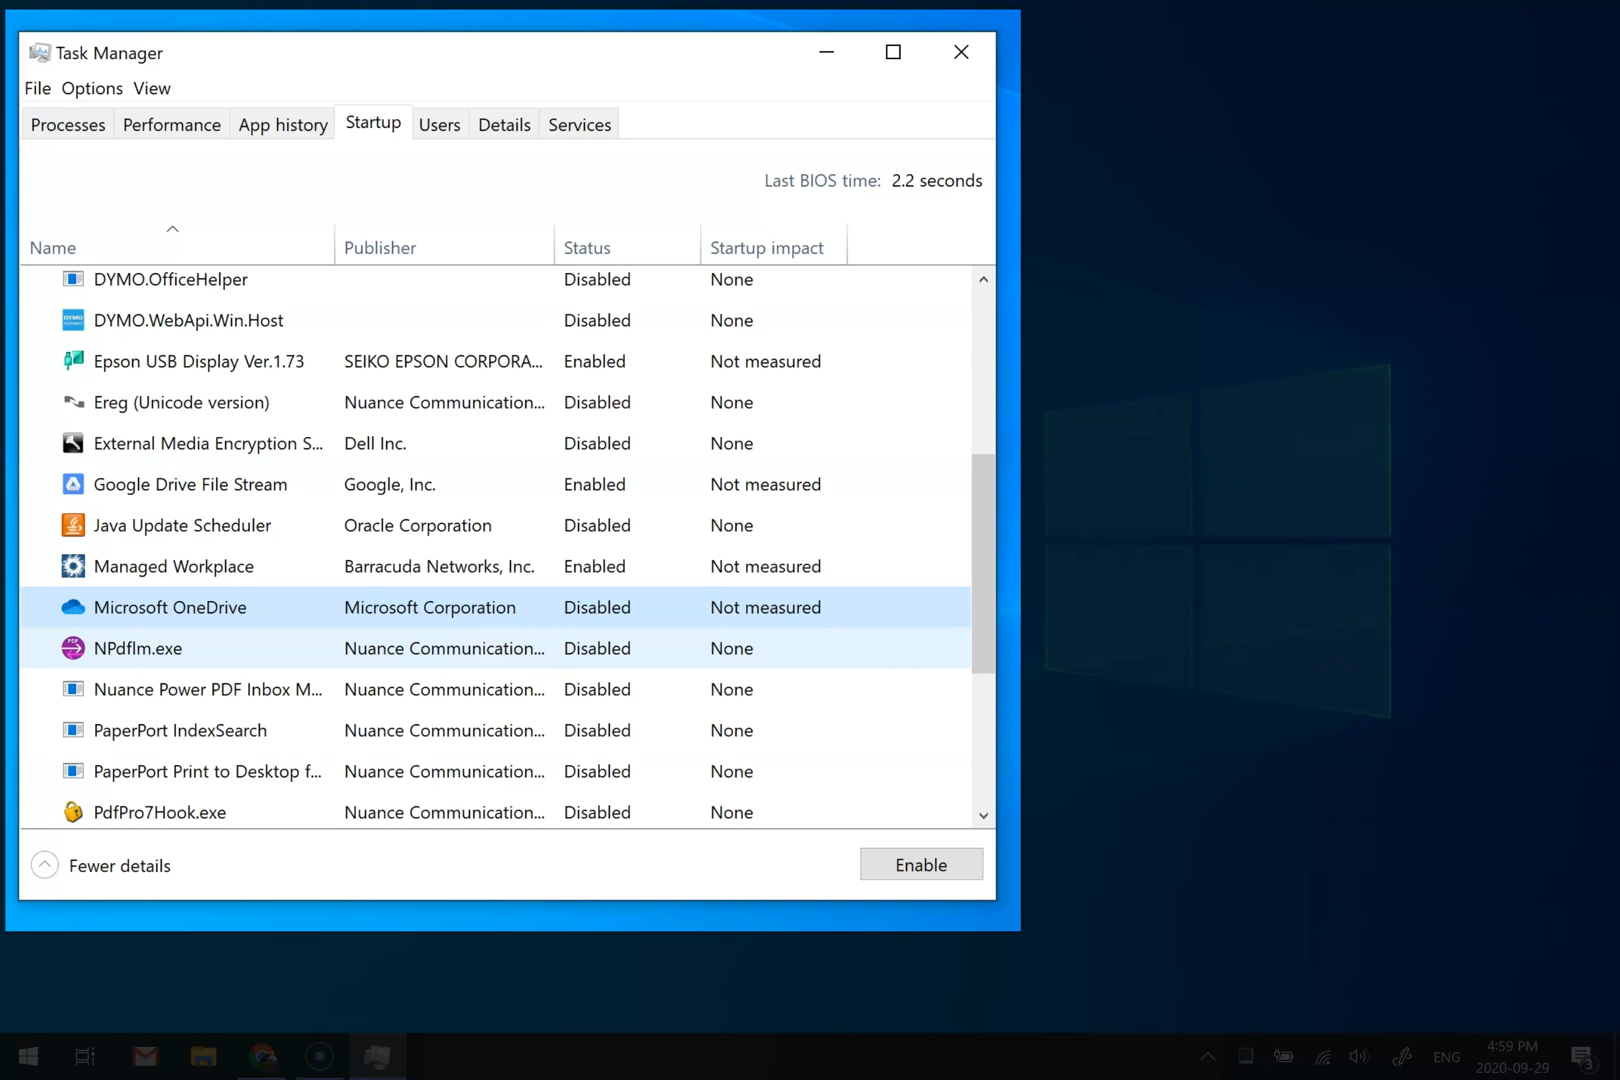 Task Manager
File Options View
Processes Performance App history Startup Users Details Services
Last BIOS time: 2.2 seconds
Name Publisher Status Startup impact
DYMO.OfficeHelper Disabled None
DYMO.WebApi.Win.Host Disabled None
Epson USB Display Ver.1.73 SEIKO EPSON CORPORA... Enabled Not measured
Ereg (Unicode version) Nuance Communication... Disabled None
External Media Encryption S... Dell Inc. Disabled None
Google Drive File Stream Google, Inc. Enabled Not measured
Java Update Scheduler Oracle Corporation Disabled None
Managed Workplace Barracuda Networks, Inc. Enabled Not measured
Microsoft OneDrive Microsoft Corporation Disabled Not measured
NPdflm.exe Nuance Communication... Disabled None
Nuance Power PDF Inbox M... Nuance Communication... Disabled None
PaperPort IndexSearch Nuance Communication... Disabled None
PaperPort Print to Desktop f... Nuance Communication... Disabled None
PdfPro7Hook.exe Nuance Communication... Disabled None
Fewer details Enable
ENG 4:59 PM 3
2020-09-29